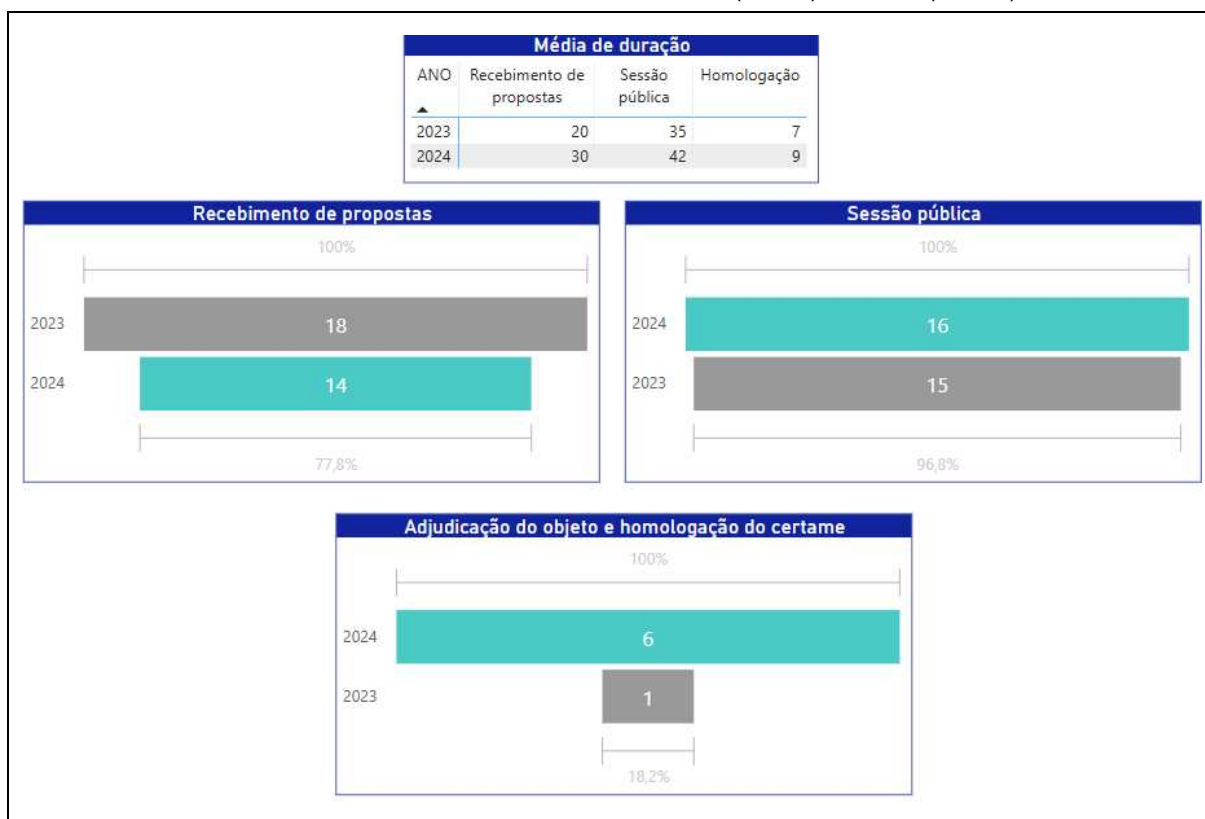 Média de duração
ANO Recebimento de propostas Sessão pública Homologação
2023 20 35 7
2024 30 42 9
Recebimento de propostas
100%
2023 18
2024 14
77,8%
Sessão pública
100%
2024 16
2023 15
96,8%
Adjudicação do objeto e homologação do certame
100%
2024 6
2023 1
18,2%